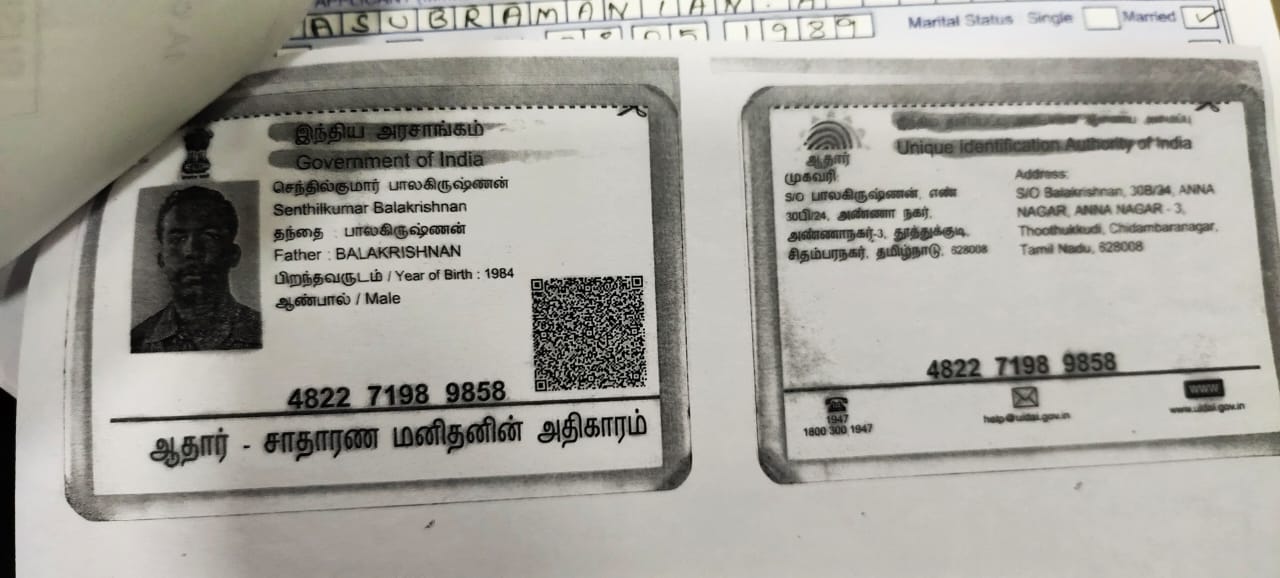 ASUBRAMANIAN.A
1989
Marital Status Single Married
இந்திய அரசாங்கம்
Government of India
செந்தில்குமார் பாலகிருஷ்ணன்
Senthilkumar Balakrishnan
தந்தை : பாலகிருஷ்ணன்
Father : BALAKRISHNAN
பிறந்தவருடம் / Year of Birth : 1984
ஆண்பால் / Male
4822 7198 9858
ஆதார் - சாதாரண மனிதனின் அதிகாரம்
Unique Identification Authority of India
ஆதார்
முகவரி:
S/O பாலகிருஷ்ணன், எண்
30பி/24, அண்ணா நகர்,
அண்ணாநகர்-3, தூத்துக்குடி,
சிதம்பரநகர், தமிழ்நாடு, 628008
Address:
S/O Balakrishnan, 30B/24, ANNA
NAGAR, ANNA NAGAR - 3,
Thoothukkudi, Chidambaranagar,
Tamil Nadu, 628008
4822 7198 9858
1947
1800 300 1947
help@uidai.gov.in
WWW
www.uidai.gov.in